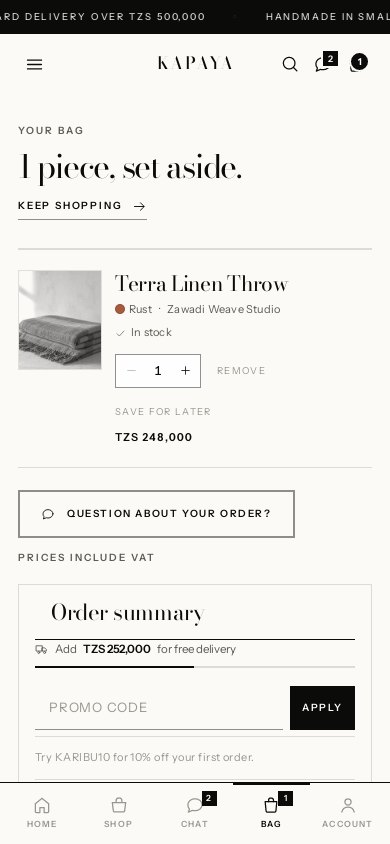 ARD DELIVERY OVER TZS 500,000 · HANDMADE IN SMAL
KAPAYA
2
1
YOUR BAG
1 piece, set aside.
KEEP SHOPPING
Terra Linen Throw
Rust · Zawadi Weave Studio
In stock
1
REMOVE
SAVE FOR LATER
TZS 248,000
QUESTION ABOUT YOUR ORDER?
PRICES INCLUDE VAT
Order summary
Add TZS 252,000 for free delivery
PROMO CODE
APPLY
Try KARIBU10 for 10% off your first order.
2
1
HOME
SHOP
CHAT
BAG
ACCOUNT